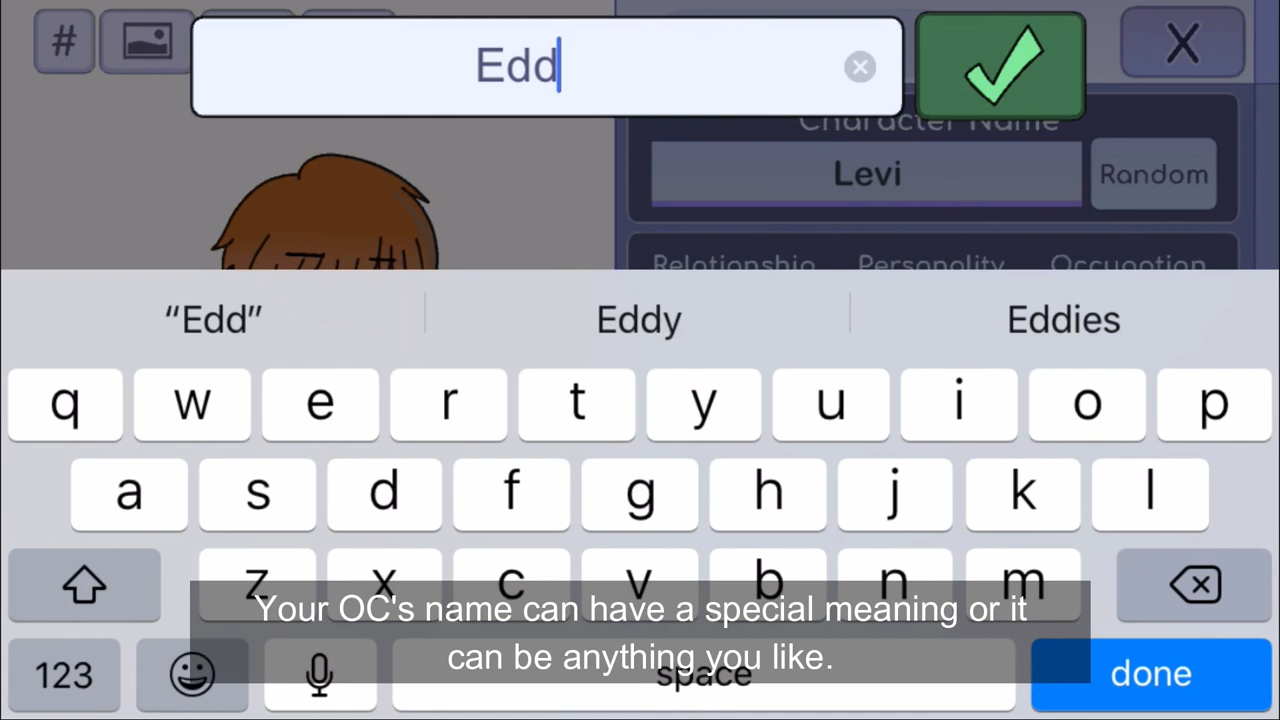 #
Edd
X
Character Name
Levi
Random
Relationship Personality Occupation
“Edd” Eddy Eddies
q w e r t y u i o p
a s d f g h j k l
z x c v b n m
Your OC's name can have a special meaning or it
can be anything you like.
123 space done